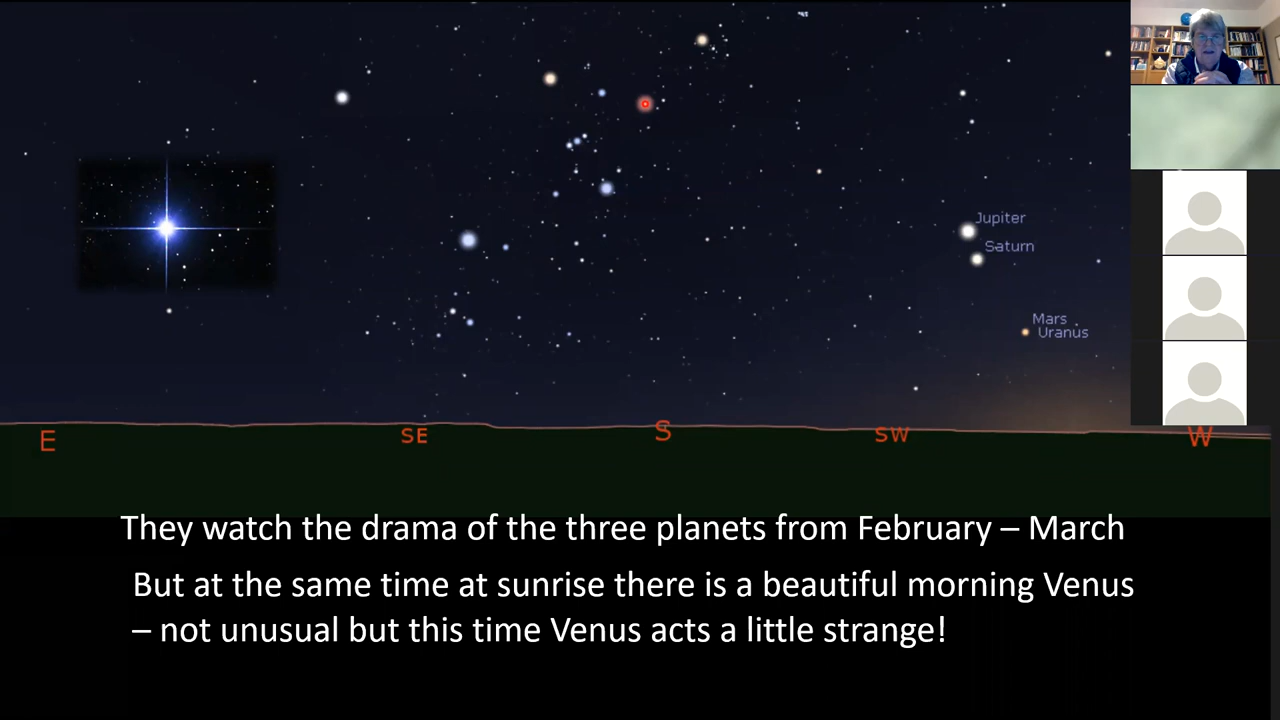 Jupiter
Saturn
Mars
Uranus
E SE S SW W
They watch the drama of the three planets from February – March
But at the same time at sunrise there is a beautiful morning Venus
– not unusual but this time Venus acts a little strange!